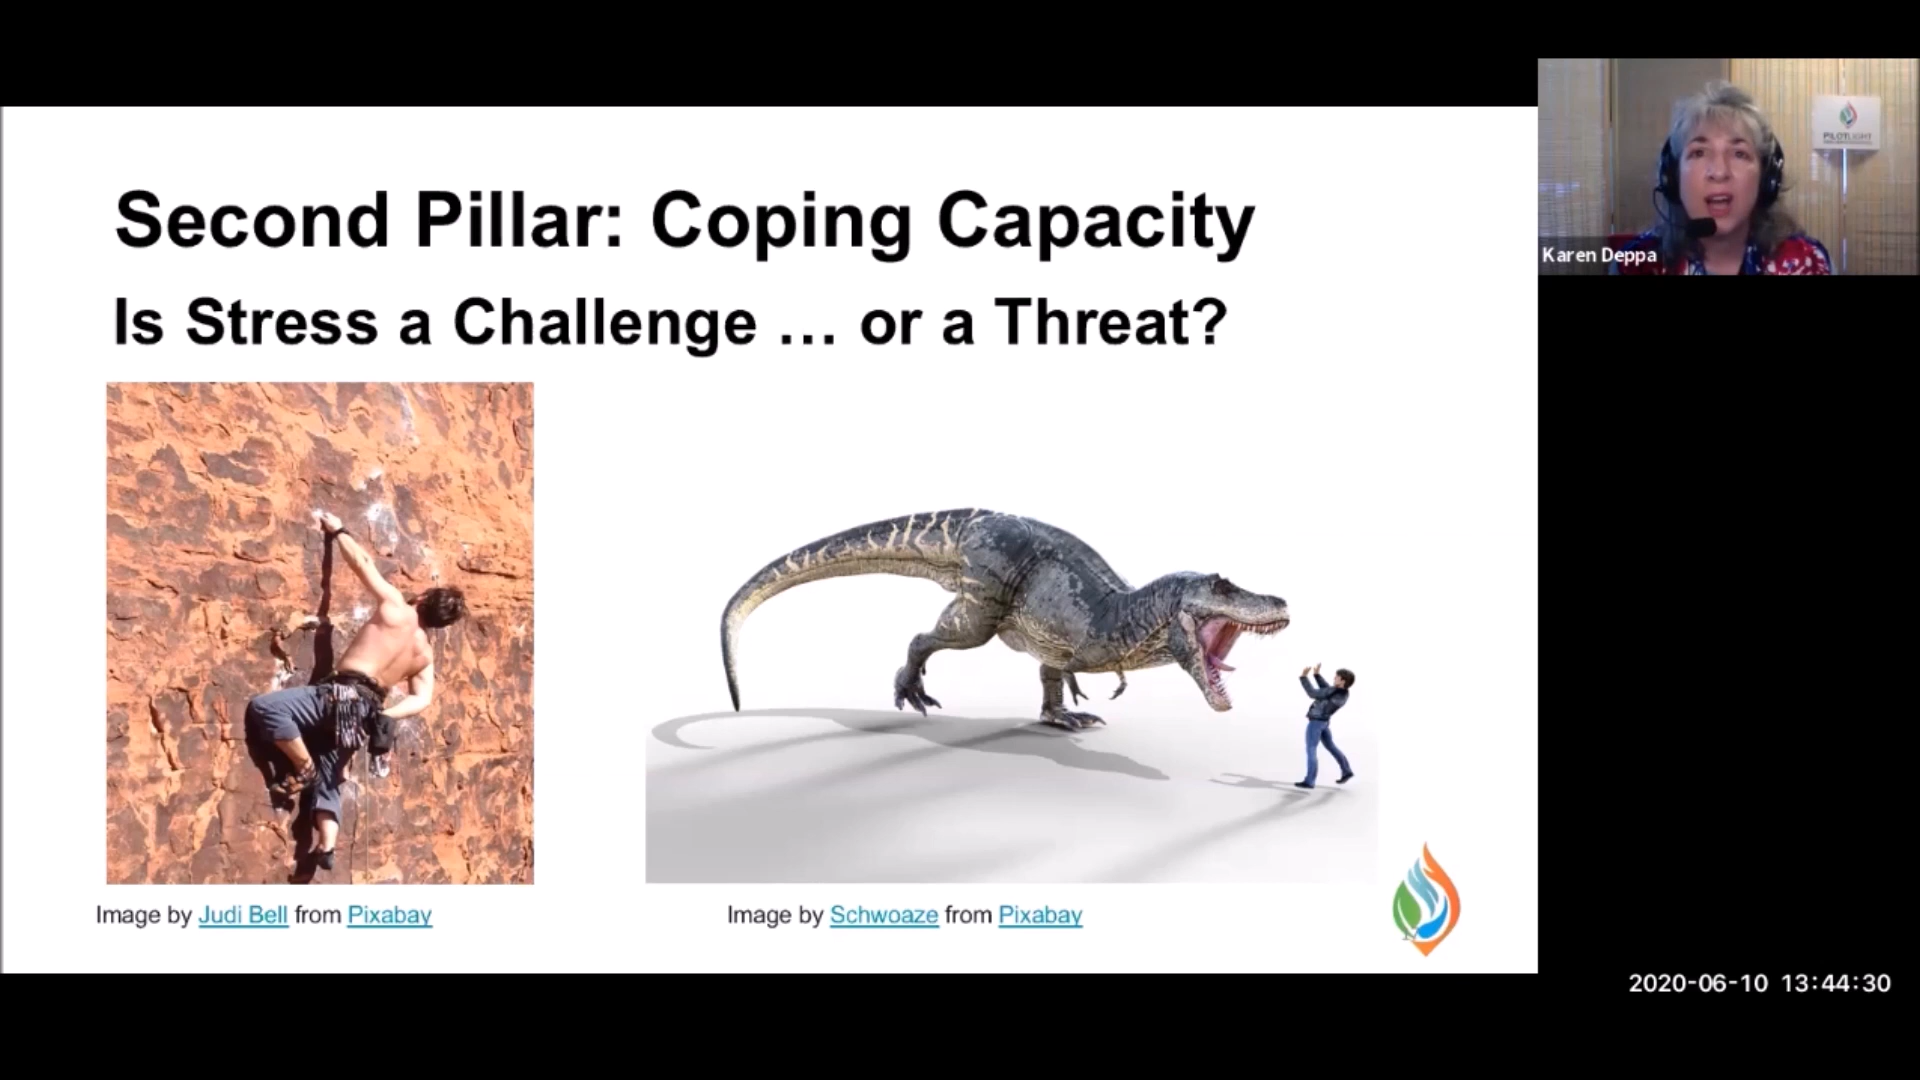 Second Pillar: Coping Capacity
Is Stress a Challenge … or a Threat?
Image by Judi Bell from Pixabay
Image by Schwoaze from Pixabay
PILOTLIGHT
Karen Deppa
2020-06-10 13:44:30